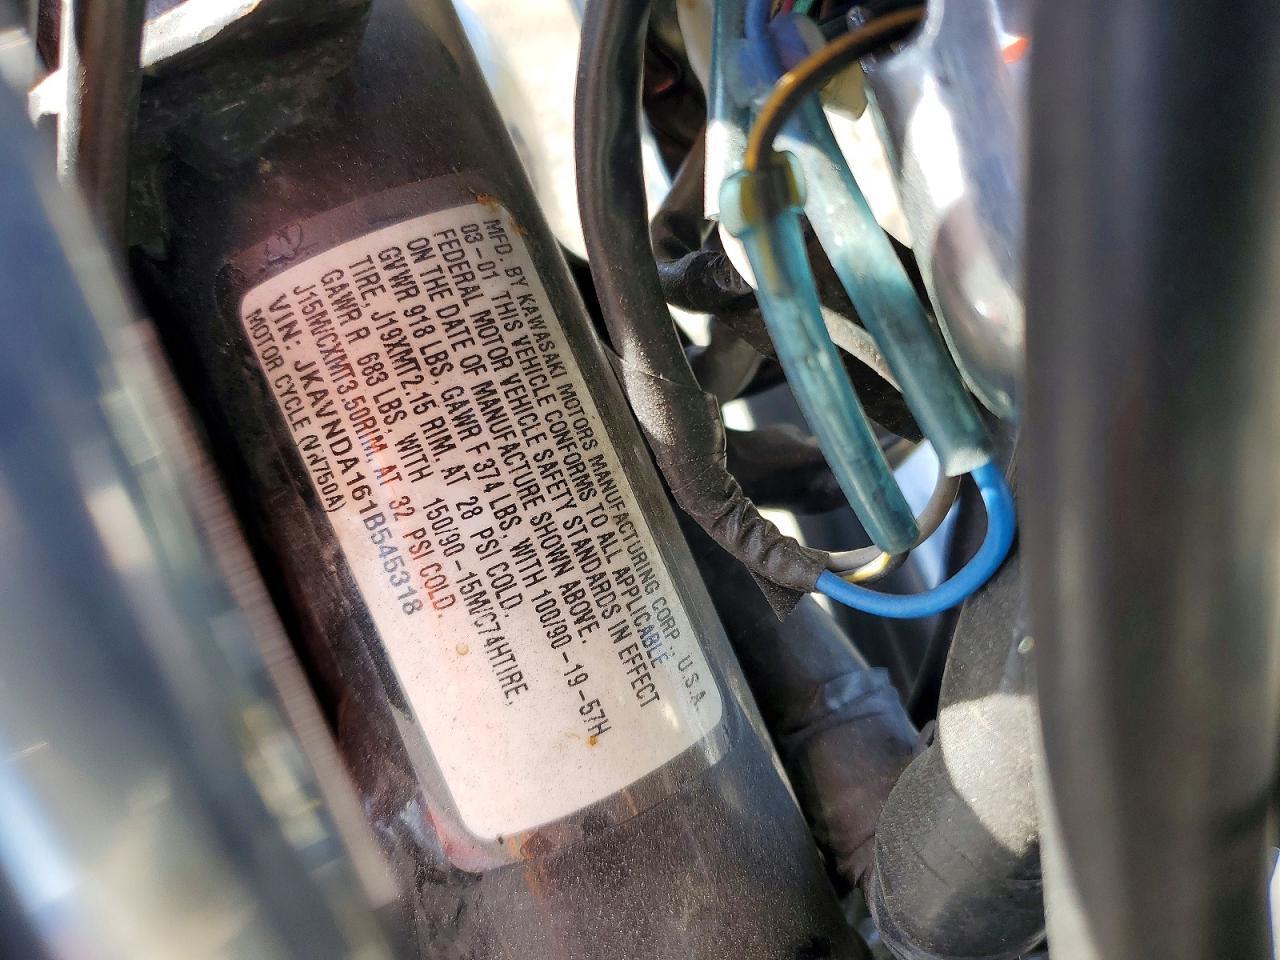 MFD. BY KAWASAKI MOTORS MANUFACTURING CORP., U.S.A.
03-01 THIS VEHICLE CONFORMS TO ALL APPLICABLE
FEDERAL MOTOR VEHICLE SAFETY STANDARDS IN EFFECT
ON THE DATE OF MANUFACTURE SHOWN ABOVE.
GVWR 918 LBS. GAWR F 374 LBS. WITH 100/90-19-57H
TIRE, J19XMT2.15 RIM, AT 28 PSI COLD.
GAWR R 683 LBS. WITH 150/90-15M/C74HTIRE,
J15M/CXMT3.50RIM, AT 32 PSI COLD.
VIN: JKAVNDA161B545318
MOTOR CYCLE (VN750A)